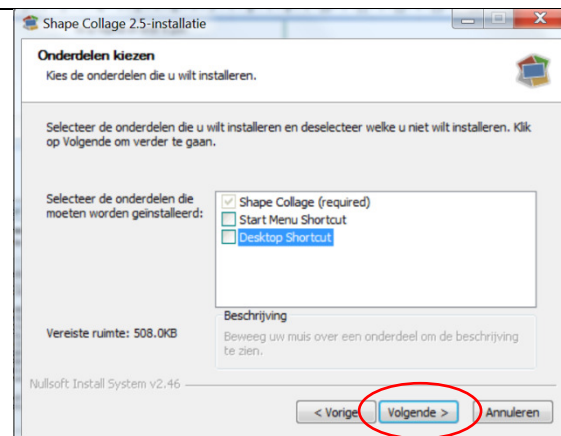 Shape Collage 2.5-installatie
Onderdelen kiezen
Kies de onderdelen die u wilt installeren.
Selecteer de onderdelen die u wilt installeren en deselecteer welke u niet wilt installeren. Klik
op Volgende om verder te gaan.
Selecteer de onderdelen die
moeten worden geïnstalleerd:
Shape Collage (required)
Start Menu Shortcut
Desktop Shortcut
Vereiste ruimte: 508.0KB
Beschrijving
Beweeg uw muis over een onderdeel om de beschrijving
te zien.
Nullsoft Install System v2.46
< Vorige Volgende > Annuleren